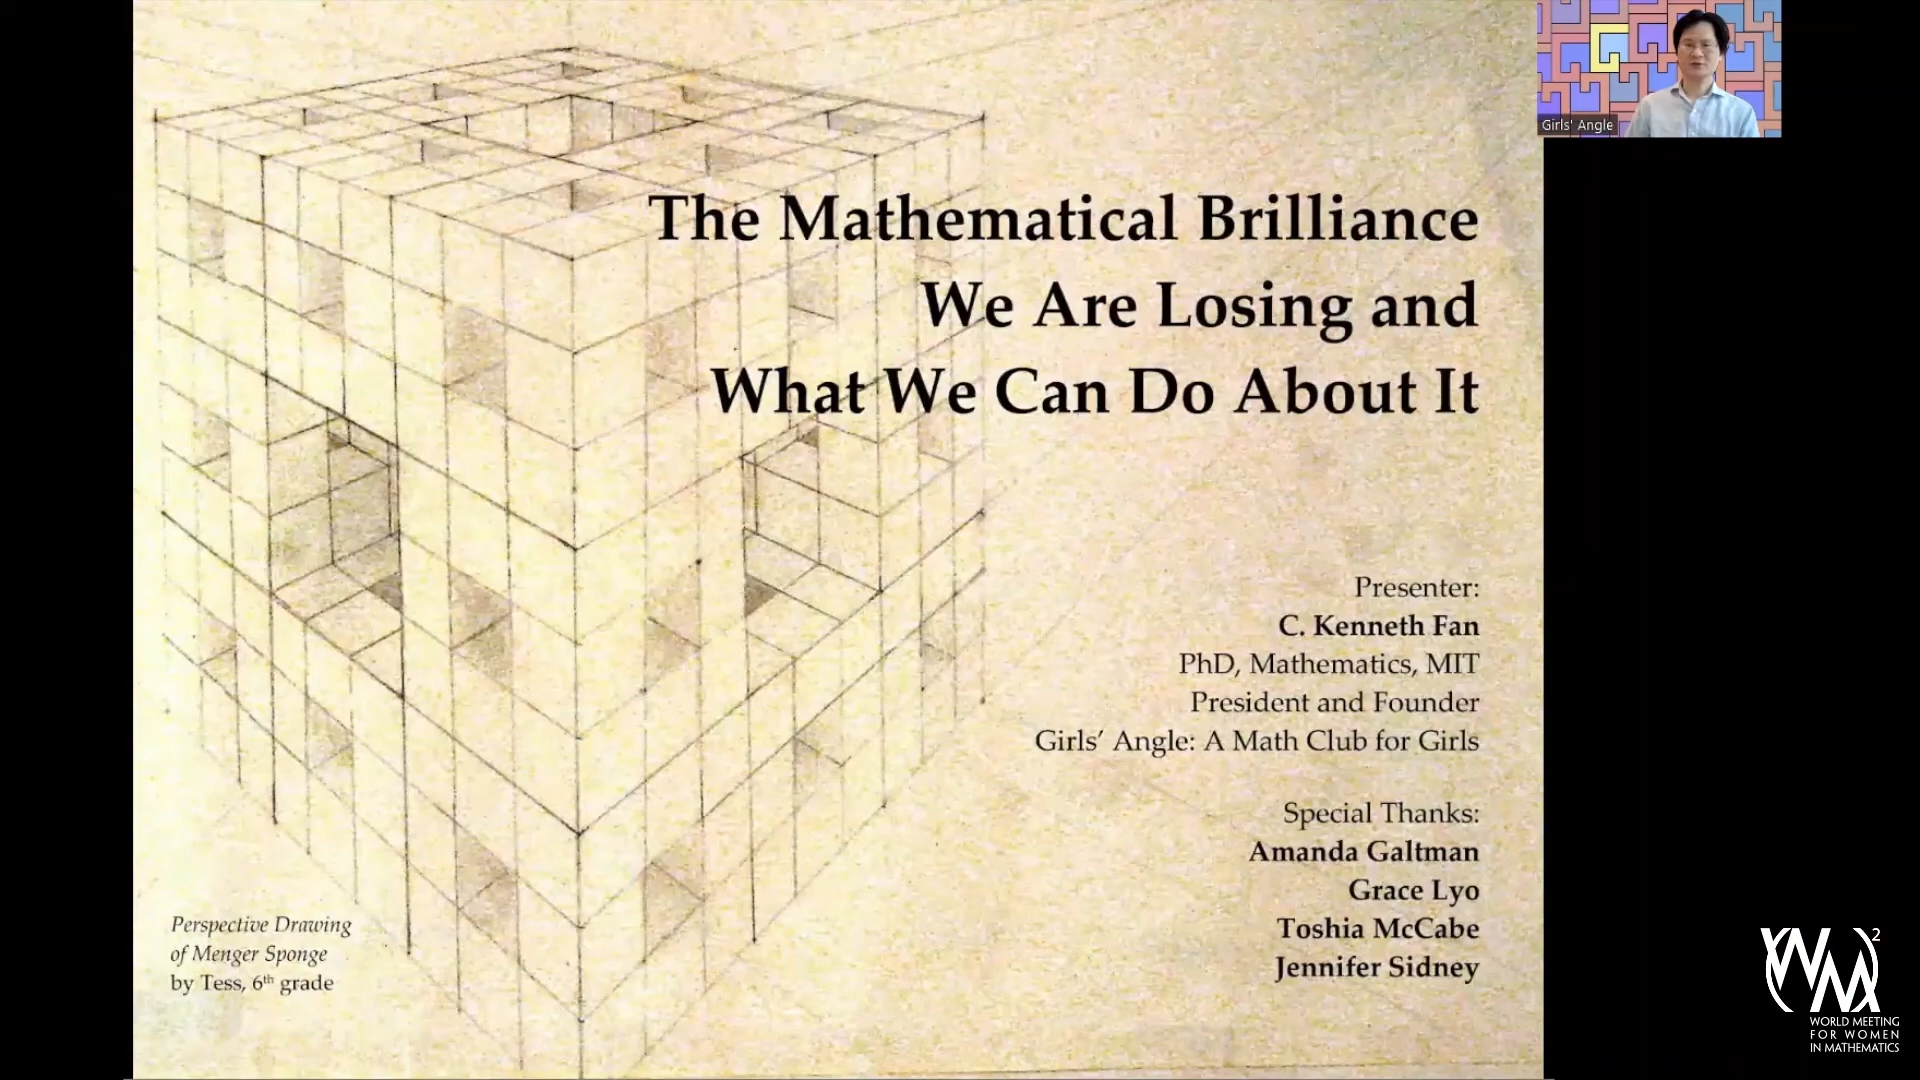 The Mathematical Brilliance
We Are Losing and
What We Can Do About It
Presenter:
C. Kenneth Fan
PhD, Mathematics, MIT
President and Founder
Girls' Angle: A Math Club for Girls
Special Thanks:
Amanda Galtman
Grace Lyo
Toshia McCabe
Jennifer Sidney
Perspective Drawing
of Menger Sponge
by Tess, 6th grade
Girls' Angle
WM² 
WORLD MEETING
FOR WOMEN
IN MATHEMATICS